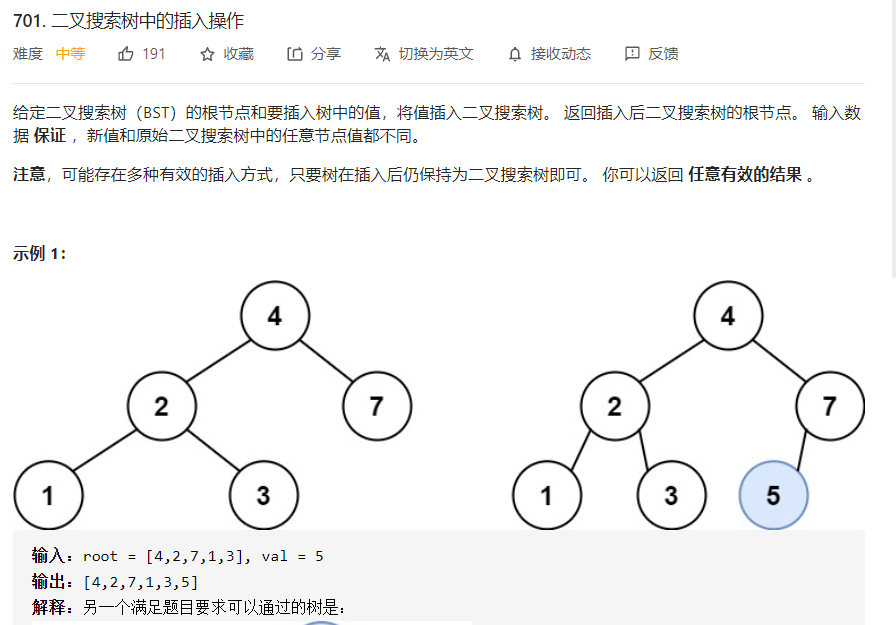 701. 二叉搜索树中的插入操作
难度 中等 191 收藏 分享 切换为英文 接收动态 反馈
给定二叉搜索树（BST）的根节点和要插入树中的值，将值插入二叉搜索树。 返回插入后二叉搜索树的根节点。 输入数
据 保证 ，新值和原始二叉搜索树中的任意节点值都不同。
注意，可能存在多种有效的插入方式，只要树在插入后仍保持为二叉搜索树即可。 你可以返回 任意有效的结果 。
示例 1：
4 4
2 7 2 7
1 3 1 3 5
输入：root = [4,2,7,1,3], val = 5
输出：[4,2,7,1,3,5]
解释：另一个满足题目要求可以通过的树是：